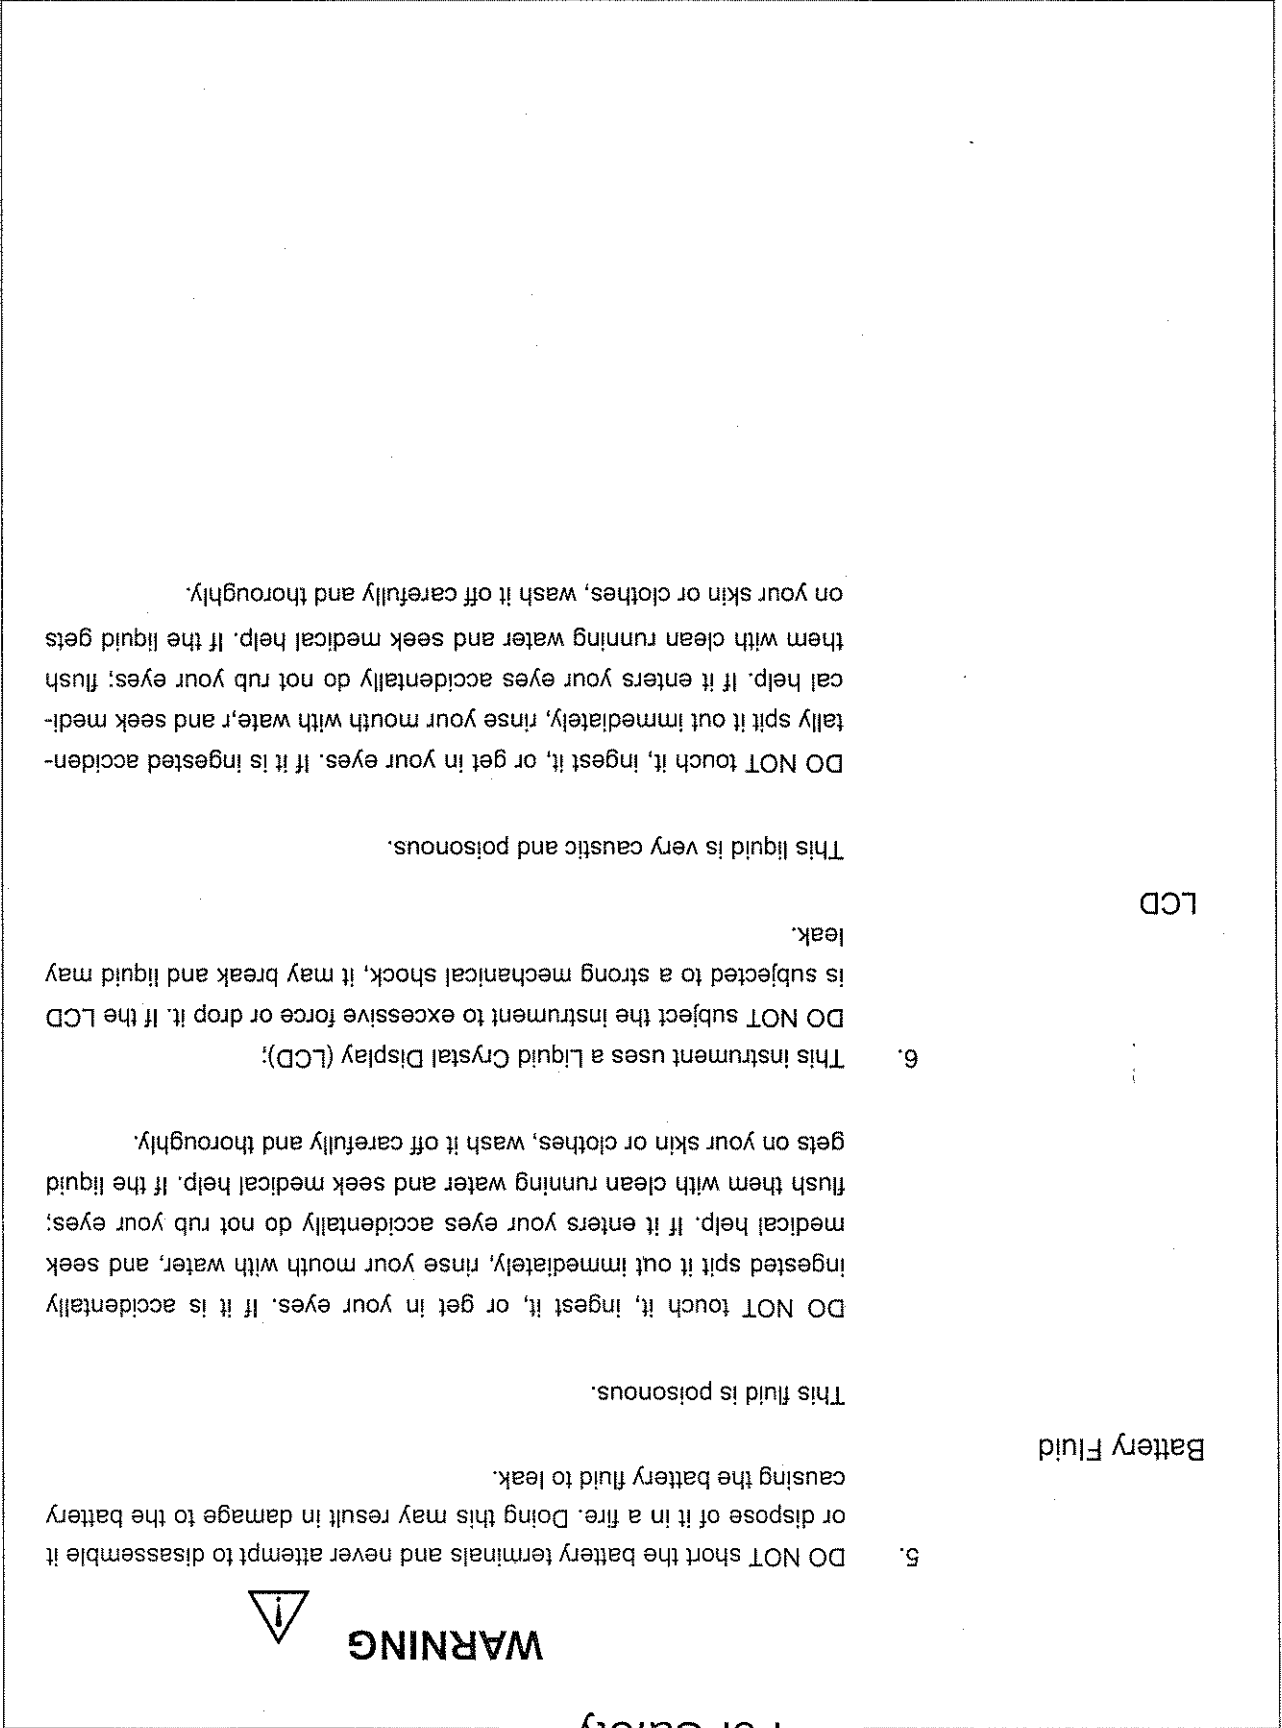 For Safety
WARNING
5. DO NOT short the battery terminals and never attempt to disassemble it
or dispose of it in a fire. Doing this may result in damage to the battery
causing the battery fluid to leak.
Battery Fluid
This fluid is poisonous.
DO NOT touch it, ingest it, or get in your eyes. If it is accidentally
ingested spit it out immediately, rinse your mouth with water, and seek
medical help. If it enters your eyes accidentally do not rub your eyes;
flush them with clean running water and seek medical help. If the liquid
gets on your skin or clothes, wash it off carefully and thoroughly.
6. This instrument uses a Liquid Crystal Display (LCD);
DO NOT subject the instrument to excessive force or drop it. If the LCD
is subjected to a strong mechanical shock, it may break and liquid may
leak.
LCD
This liquid is very caustic and poisonous.
DO NOT touch it, ingest it, or get in your eyes. If it is ingested acciden-
tally spit it out immediately, rinse your mouth with wate,r and seek medi-
cal help. If it enters your eyes accidentally do not rub your eyes; flush
them with clean running water and seek medical help. If the liquid gets
on your skin or clothes, wash it off carefully and thoroughly.